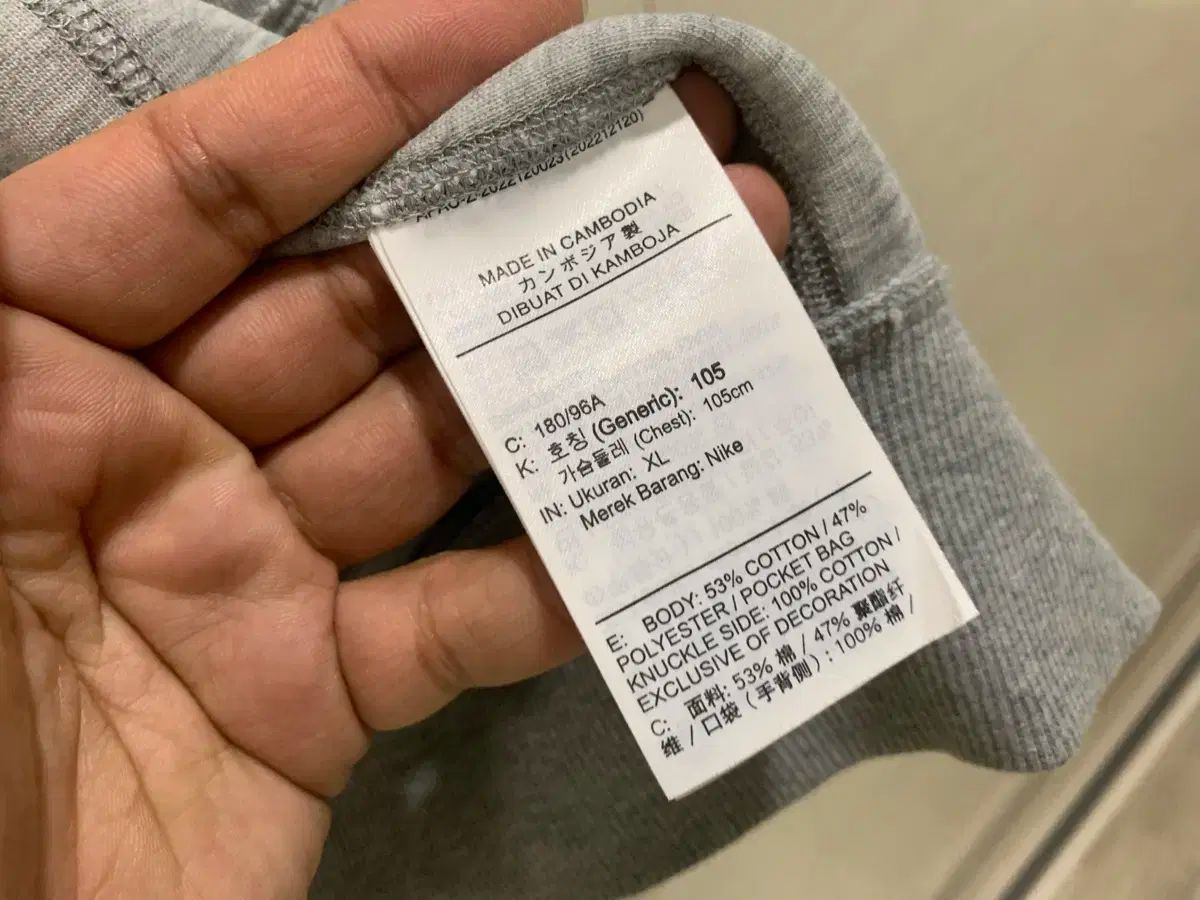 2022120023(202212120)
MADE IN CAMBODIA
カンボジア製
DIBUAT DI KAMBOJA
C: 180/96A
K: 호칭 (Generic): 105
가슴둘레 (Chest): 105cm
IN: Ukuran: XL
Merek Barang: Nike
E: BODY: 53% COTTON / 47%
POLYESTER / POCKET BAG
KNUCKLE SIDE: 100% COTTON /
EXCLUSIVE OF DECORATION
C: 面料: 53% 棉 / 47% 聚酯纤
维 / 口袋（手背侧）: 100% 棉 /